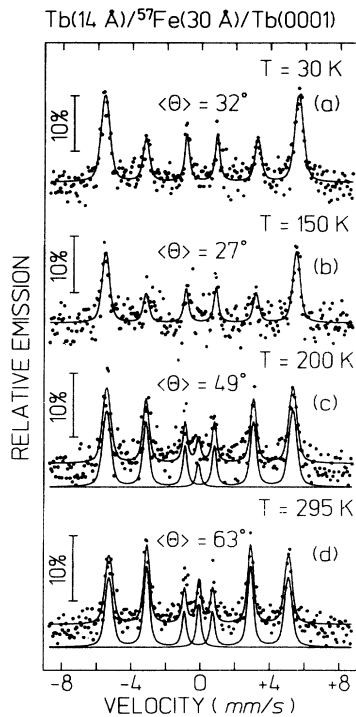 Tb(14 Å)/⁵⁷Fe(30 Å)/Tb(0001)
T = 30 K
10%
⟨Θ⟩ = 32°
(a)
T = 150 K
10%
⟨Θ⟩ = 27°
(b)
T = 200 K
10%
⟨Θ⟩ = 49°
(c)
T = 295 K
10%
⟨Θ⟩ = 63°
(d)
RELATIVE EMISSION
-8 -4 0 +4 +8
VELOCITY (mm/s)